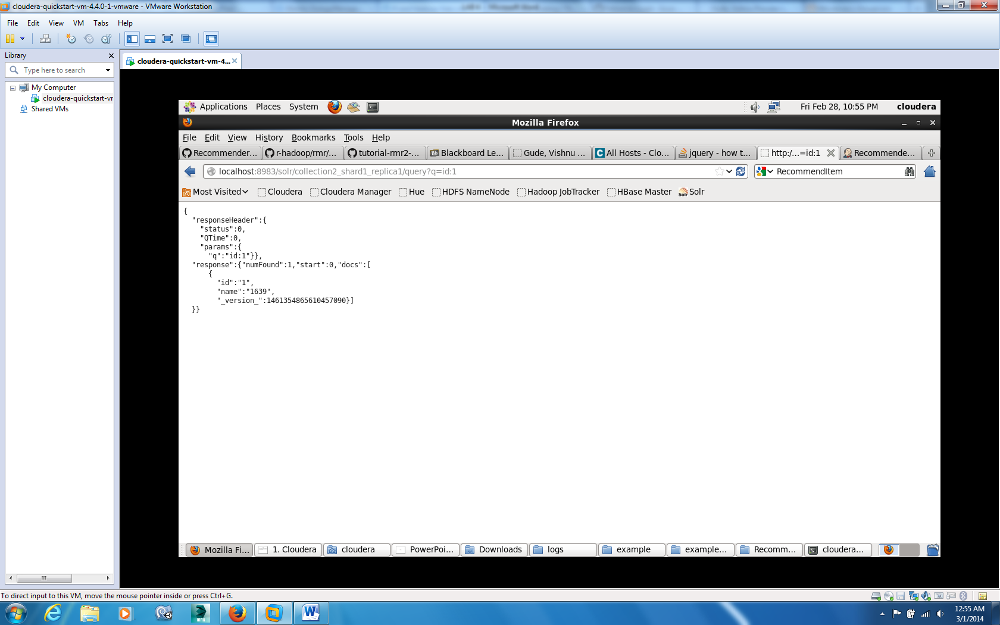 cloudera-quickstart-vm-4.4.0-1-vmware - VMware Workstation
File Edit View VM Tabs Help
Library
cloudera-quickstart-vm-4...
Type here to search
My Computer
cloudera-quickstart-vr
Shared VMs
Applications Places System Fri Feb 28, 10:55 PM cloudera
Mozilla Firefox
File Edit View History Bookmarks Tools Help
Recommender... r-hadoop/rmr/... tutorial-rmr2-... Bb Blackboard Le... Gude, Vishnu ... C All Hosts - Clo... jquery - how t... http:/...=id:1 Recommende...
localhost:8983/solr/collection2_shard1_replica1/query?q=id:1 RecommendItem
Most Visited Cloudera Cloudera Manager Hue HDFS NameNode Hadoop JobTracker HBase Master Solr Solr
{
"responseHeader":{
"status":0,
"QTime":0,
"params":{
"q":"id:1"}},
"response":{"numFound":1,"start":0,"docs":[
{
"id":"1",
"name":"1639",
"_version_":1461354865610457090}]
}}
Mozilla Fi... 1. Cloudera cloudera PowerPoi... Downloads logs example example... Recomm... cloudera...
To direct input to this VM, move the mouse pointer inside or press Ctrl+G.
MAX
W
12:55 AM
3/1/2014